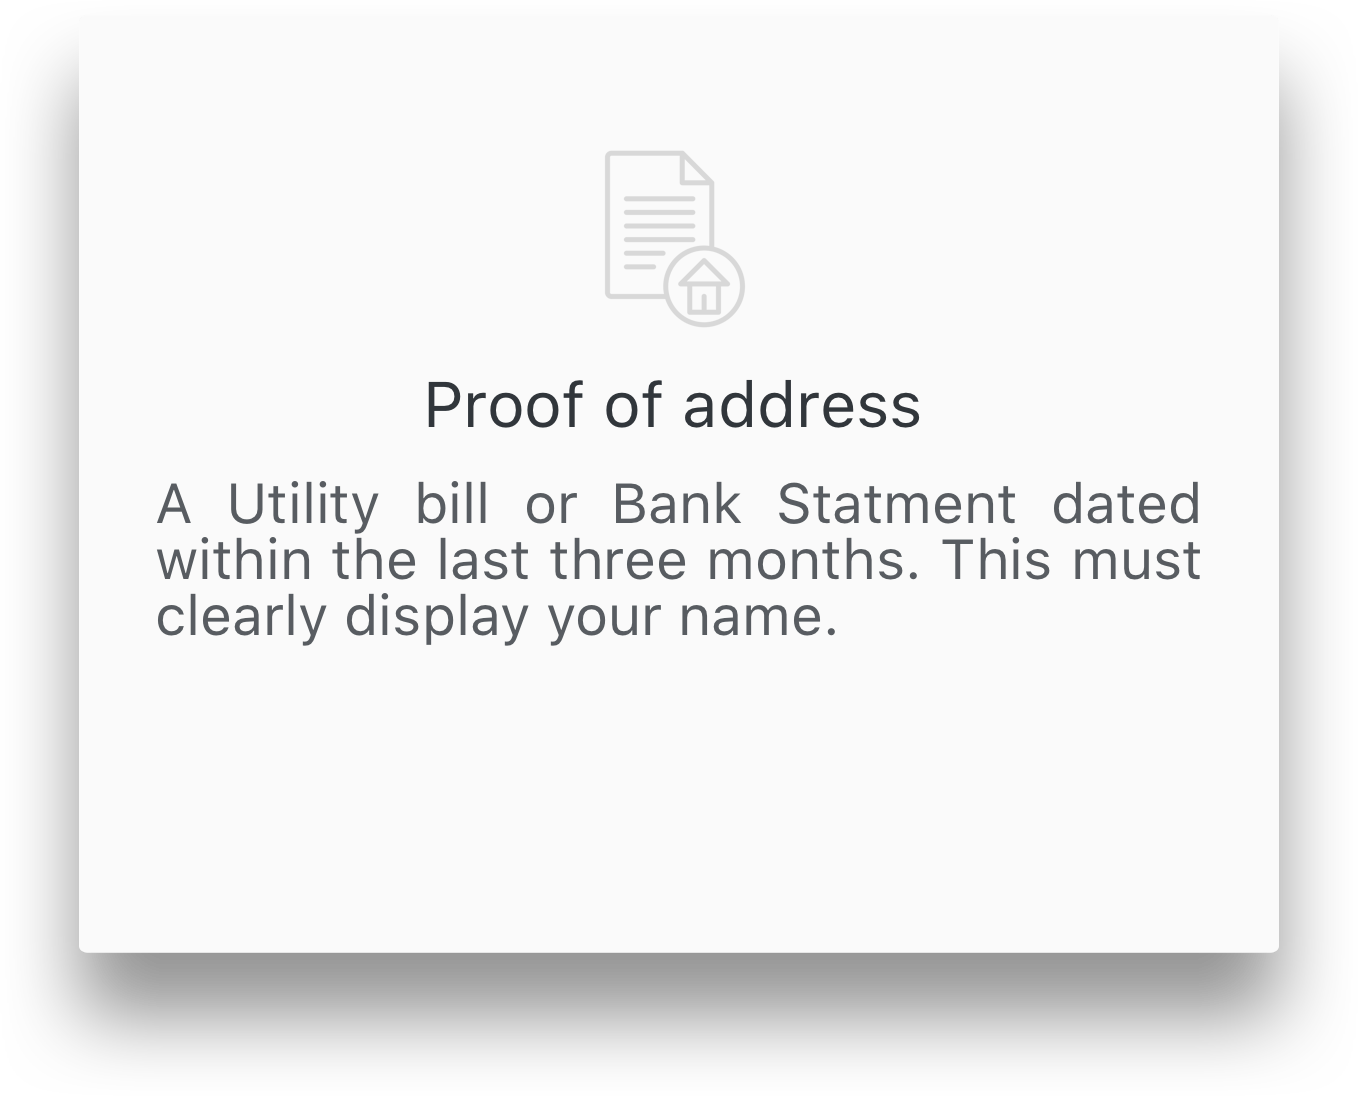 Proof of address
A Utility bill or Bank Statment dated
within the last three months. This must
clearly display your name.